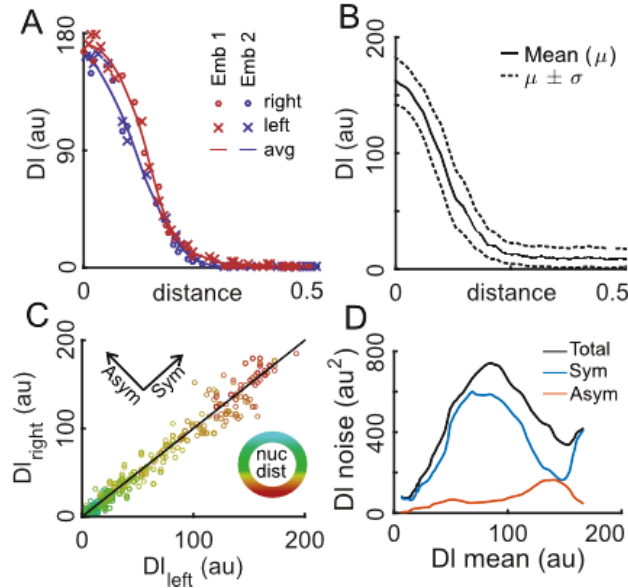 A
180
90
0
DI (au)
0
distance
0.5
Emb 1
Emb 2
right
left
avg
B
200
100
0
DI (au)
0
distance
0.5
Mean (μ)
μ ± σ
C
200
100
0
DI_right (au)
Asym
Sym
nuc
dist
0
100
200
DI_left (au)
D
800
400
0
DI noise (au²)
Total
Sym
Asym
0
100
200
DI mean (au)